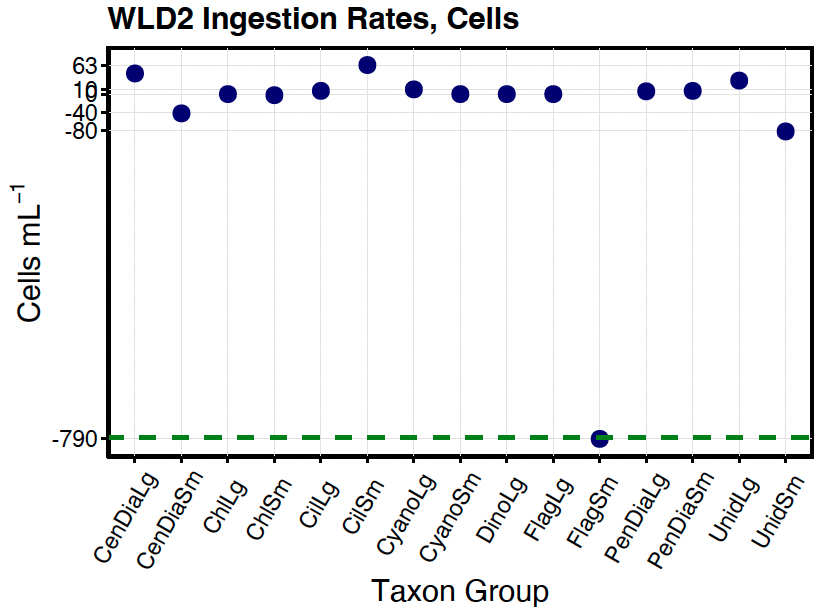 WLD2 Ingestion Rates, Cells
63
10
-40
-80
-790
Cells mL⁻¹
CenDiaLg
CenDiaSm
ChlLg
ChlSm
CilLg
CilSm
CyanoLg
CyanoSm
DinoLg
FlagLg
FlagSm
PenDiaLg
PenDiaSm
UnidLg
UnidSm
Taxon Group